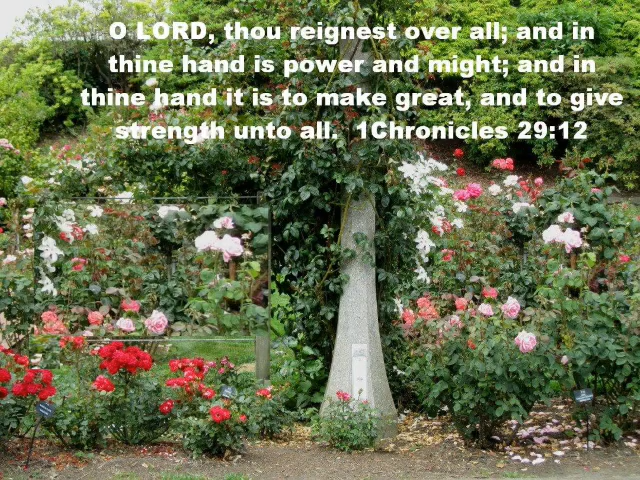 O LORD, thou reignest over all; and in
thine hand is power and might; and in
thine hand it is to make great, and to give
strength unto all.  1Chronicles 29:12